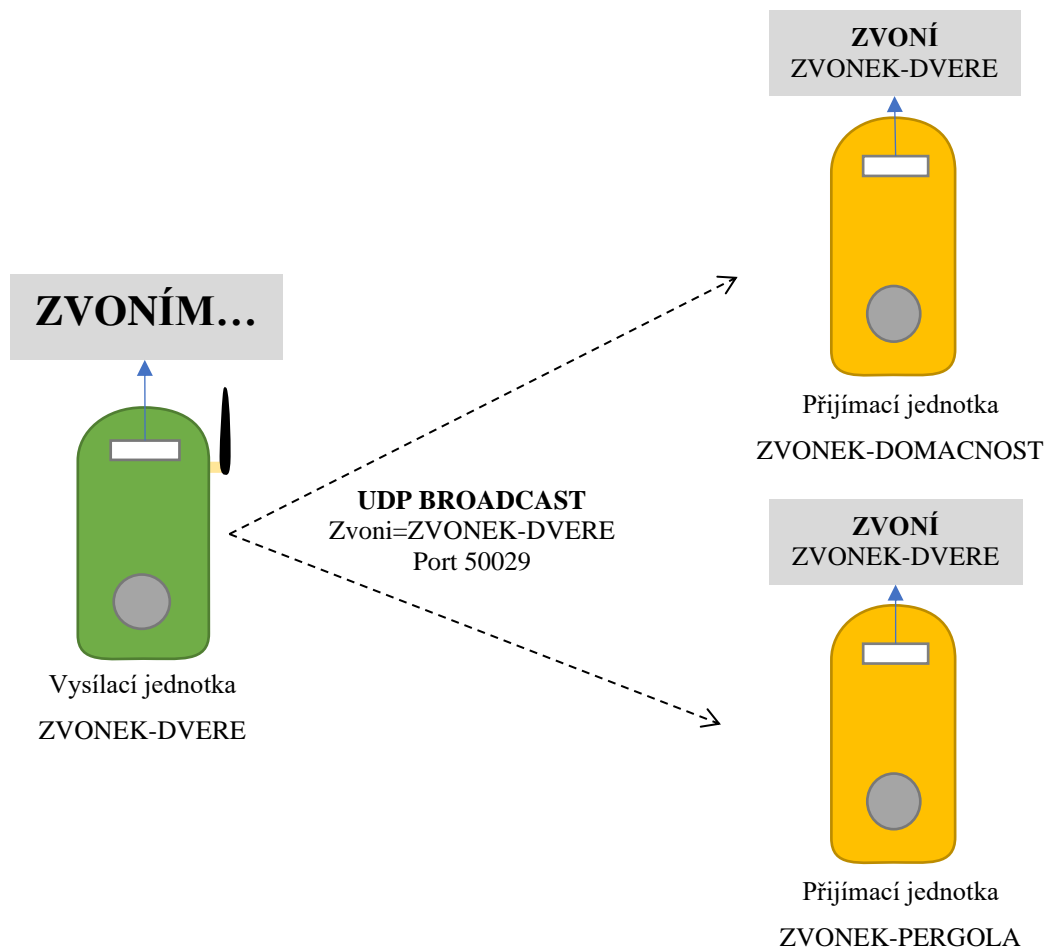 ZVONÍ
ZVONEK-DVERE
Přijímací jednotka
ZVONEK-DOMACNOST
ZVONÍM…
Vysílací jednotka
ZVONEK-DVERE
UDP BROADCAST
Zvoni=ZVONEK-DVERE
Port 50029
ZVONÍ
ZVONEK-DVERE
Přijímací jednotka
ZVONEK-PERGOLA